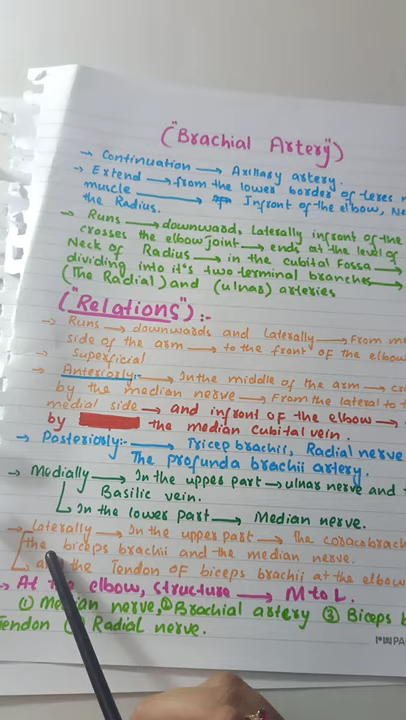 ("Brachial Artery")
→ Continuation → Axillary artery.
→ Extend → from the lower border of teres
muscle → Infront of the elbow,
the Radius.
→ Runs → downwoads, Laterally infront of the
crosses the elbow joint → ends at the level of
Neck of Radius → in the cubital fossa →
dividing into it's two terminal branches →
(The Radial) and (ulnar) arteries
("Relations") :-
→ Runs → downwoads and Laterally → From
side of the arm → to the front OF the elbow
→ Superficial
→ Anteriorly:- → In the middle of the arm →
by the median nerve → From the lateral to
medial side → and infront OF the elbow →
by the median Cubital vein.
→ Posteriorly:- → Tricep brachii, Radial nerve
The profunda brachii artery.
→ Medially → In the upper part → ulnar nerve and
Basilic vein.
→ In the lower part → Median nerve.
→ Laterally → In the upper part → The
the biceps brachii and the median nerve.
the Tendon OF biceps brachii at the elbow
→ At the elbow, structure → M to L.
① Median nerve, ② Brachial artery ③ Biceps
Tendon Radial nerve.